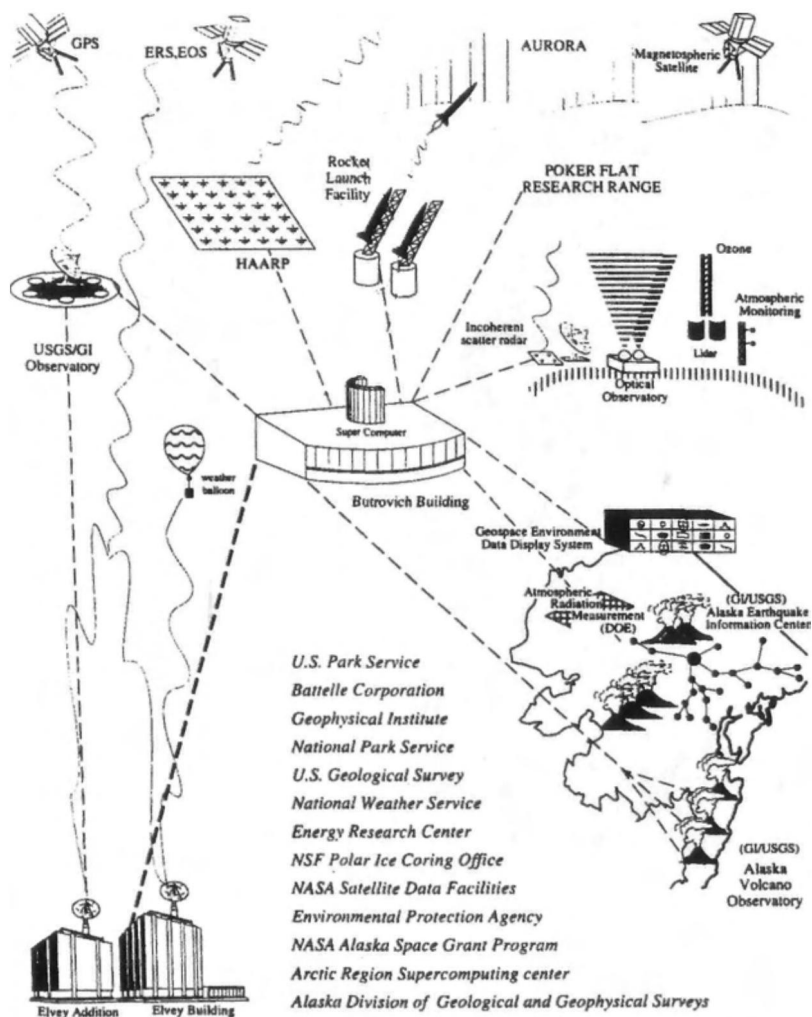 GPS
ERS,EOS
AURORA
Magnetospheric
Satellite
Rocket
Launch
Facility
POKER FLAT
RESEARCH RANGE
HAARP
Ozone
Atmospheric
Monitoring
Incoherent
scatter radar
Lidar
USGS/GI
Observatory
Optical
Observatory
Super Computer
weather
balloon
Butrovich Building
Geospace Environment
Data Display System
Atmospheric
Radiation
Measurement
(DOE)
(GI/USGS)
Alaska Earthquake
Information Center
U.S. Park Service
Battelle Corporation
Geophysical Institute
National Park Service
U.S. Geological Survey
National Weather Service
Energy Research Center
NSF Polar Ice Coring Office
NASA Satellite Data Facilities
Environmental Protection Agency
NASA Alaska Space Grant Program
Arctic Region Supercomputing center
Alaska Division of Geological and Geophysical Surveys
(GI/USGS)
Alaska
Volcano
Observatory
Elvey Addition
Elvey Building